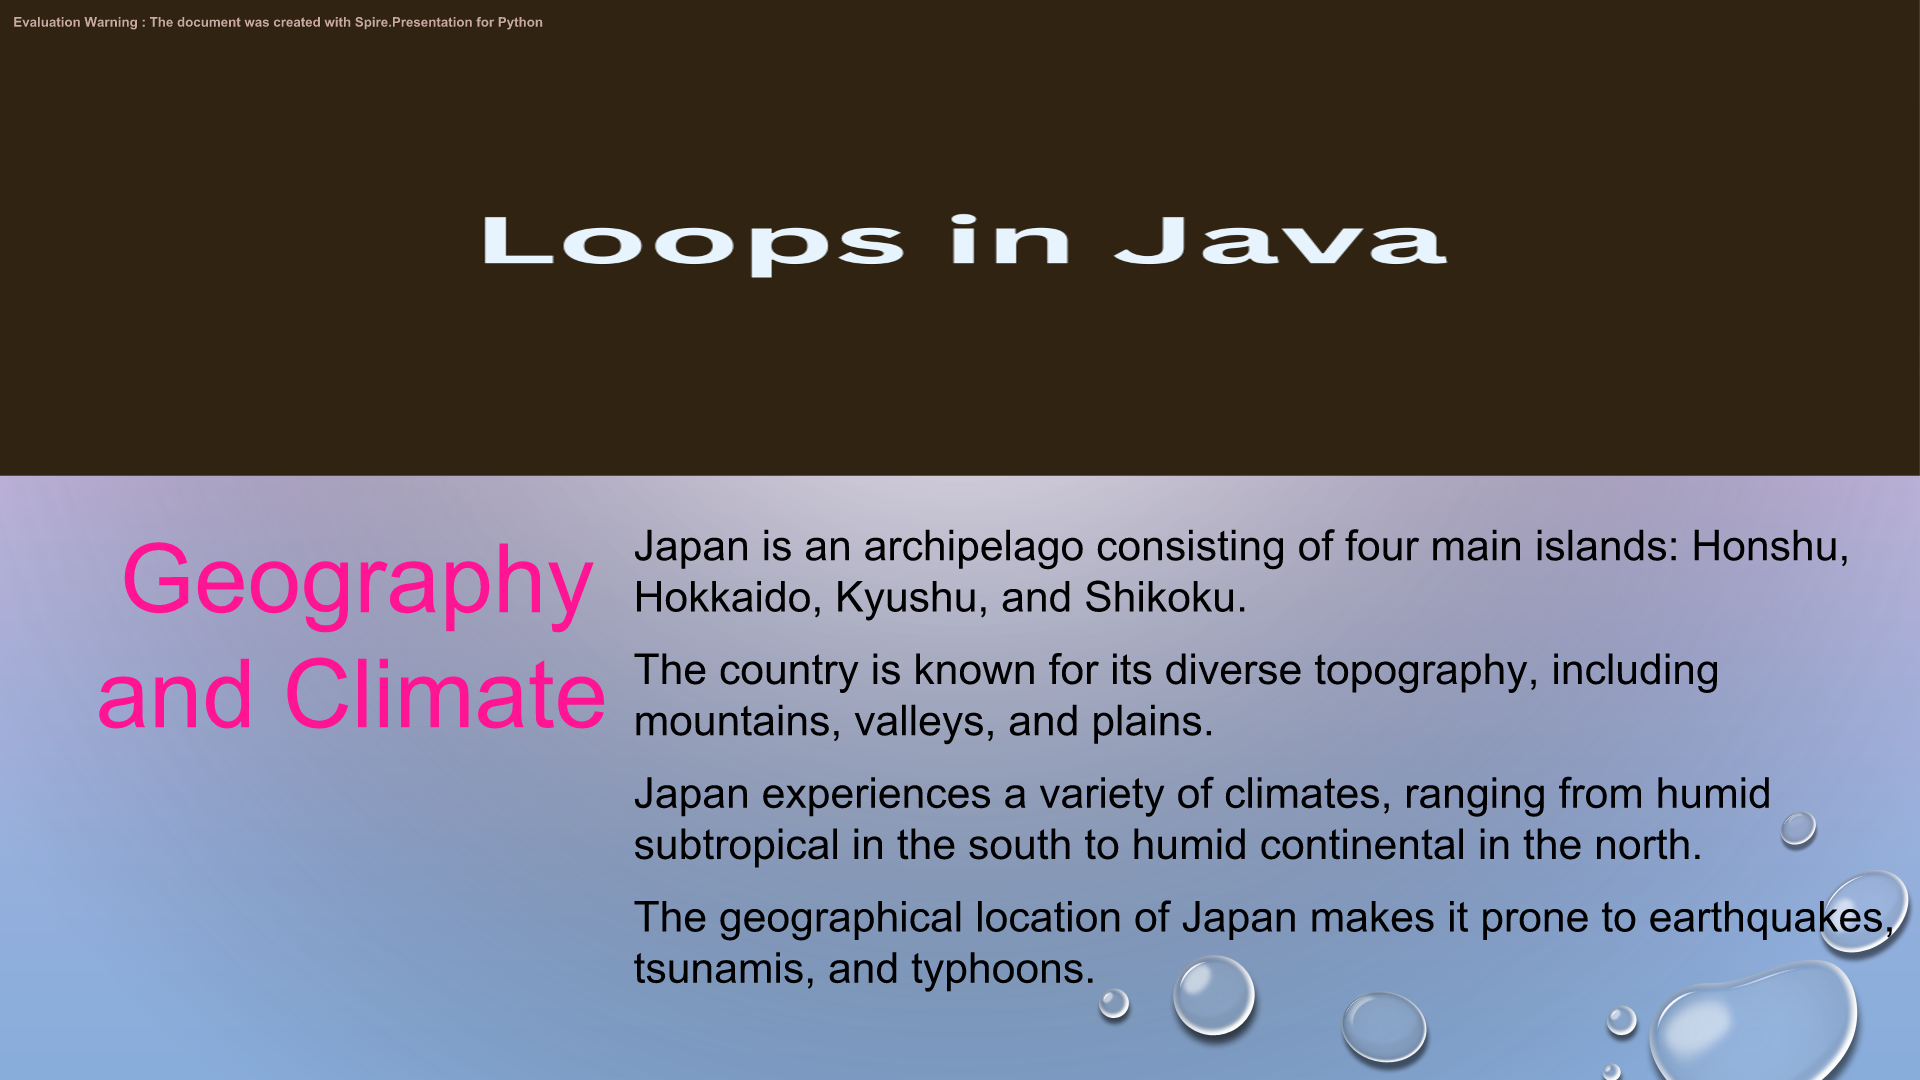 Evaluation Warning : The document was created with Spire.Presentation for Python
Loops in Java
Geography
and Climate
Japan is an archipelago consisting of four main islands: Honshu,
Hokkaido, Kyushu, and Shikoku.
The country is known for its diverse topography, including
mountains, valleys, and plains.
Japan experiences a variety of climates, ranging from humid
subtropical in the south to humid continental in the north.
The geographical location of Japan makes it prone to earthquakes,
tsunamis, and typhoons.